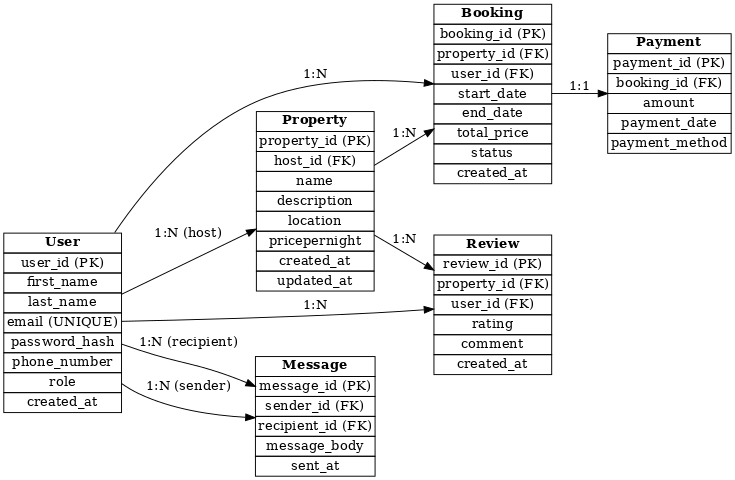 User
user_id (PK)
first_name
last_name
email (UNIQUE)
password_hash
phone_number
role
created_at
1:N
1:N (host)
1:N
1:N (recipient)
1:N (sender)
Property
property_id (PK)
host_id (FK)
name
description
location
pricepernight
created_at
updated_at
Message
message_id (PK)
sender_id (FK)
recipient_id (FK)
message_body
sent_at
1:N
1:N
Booking
booking_id (PK)
property_id (FK)
user_id (FK)
start_date
end_date
total_price
status
created_at
Review
review_id (PK)
property_id (FK)
user_id (FK)
rating
comment
created_at
1:1
Payment
payment_id (PK)
booking_id (FK)
amount
payment_date
payment_method